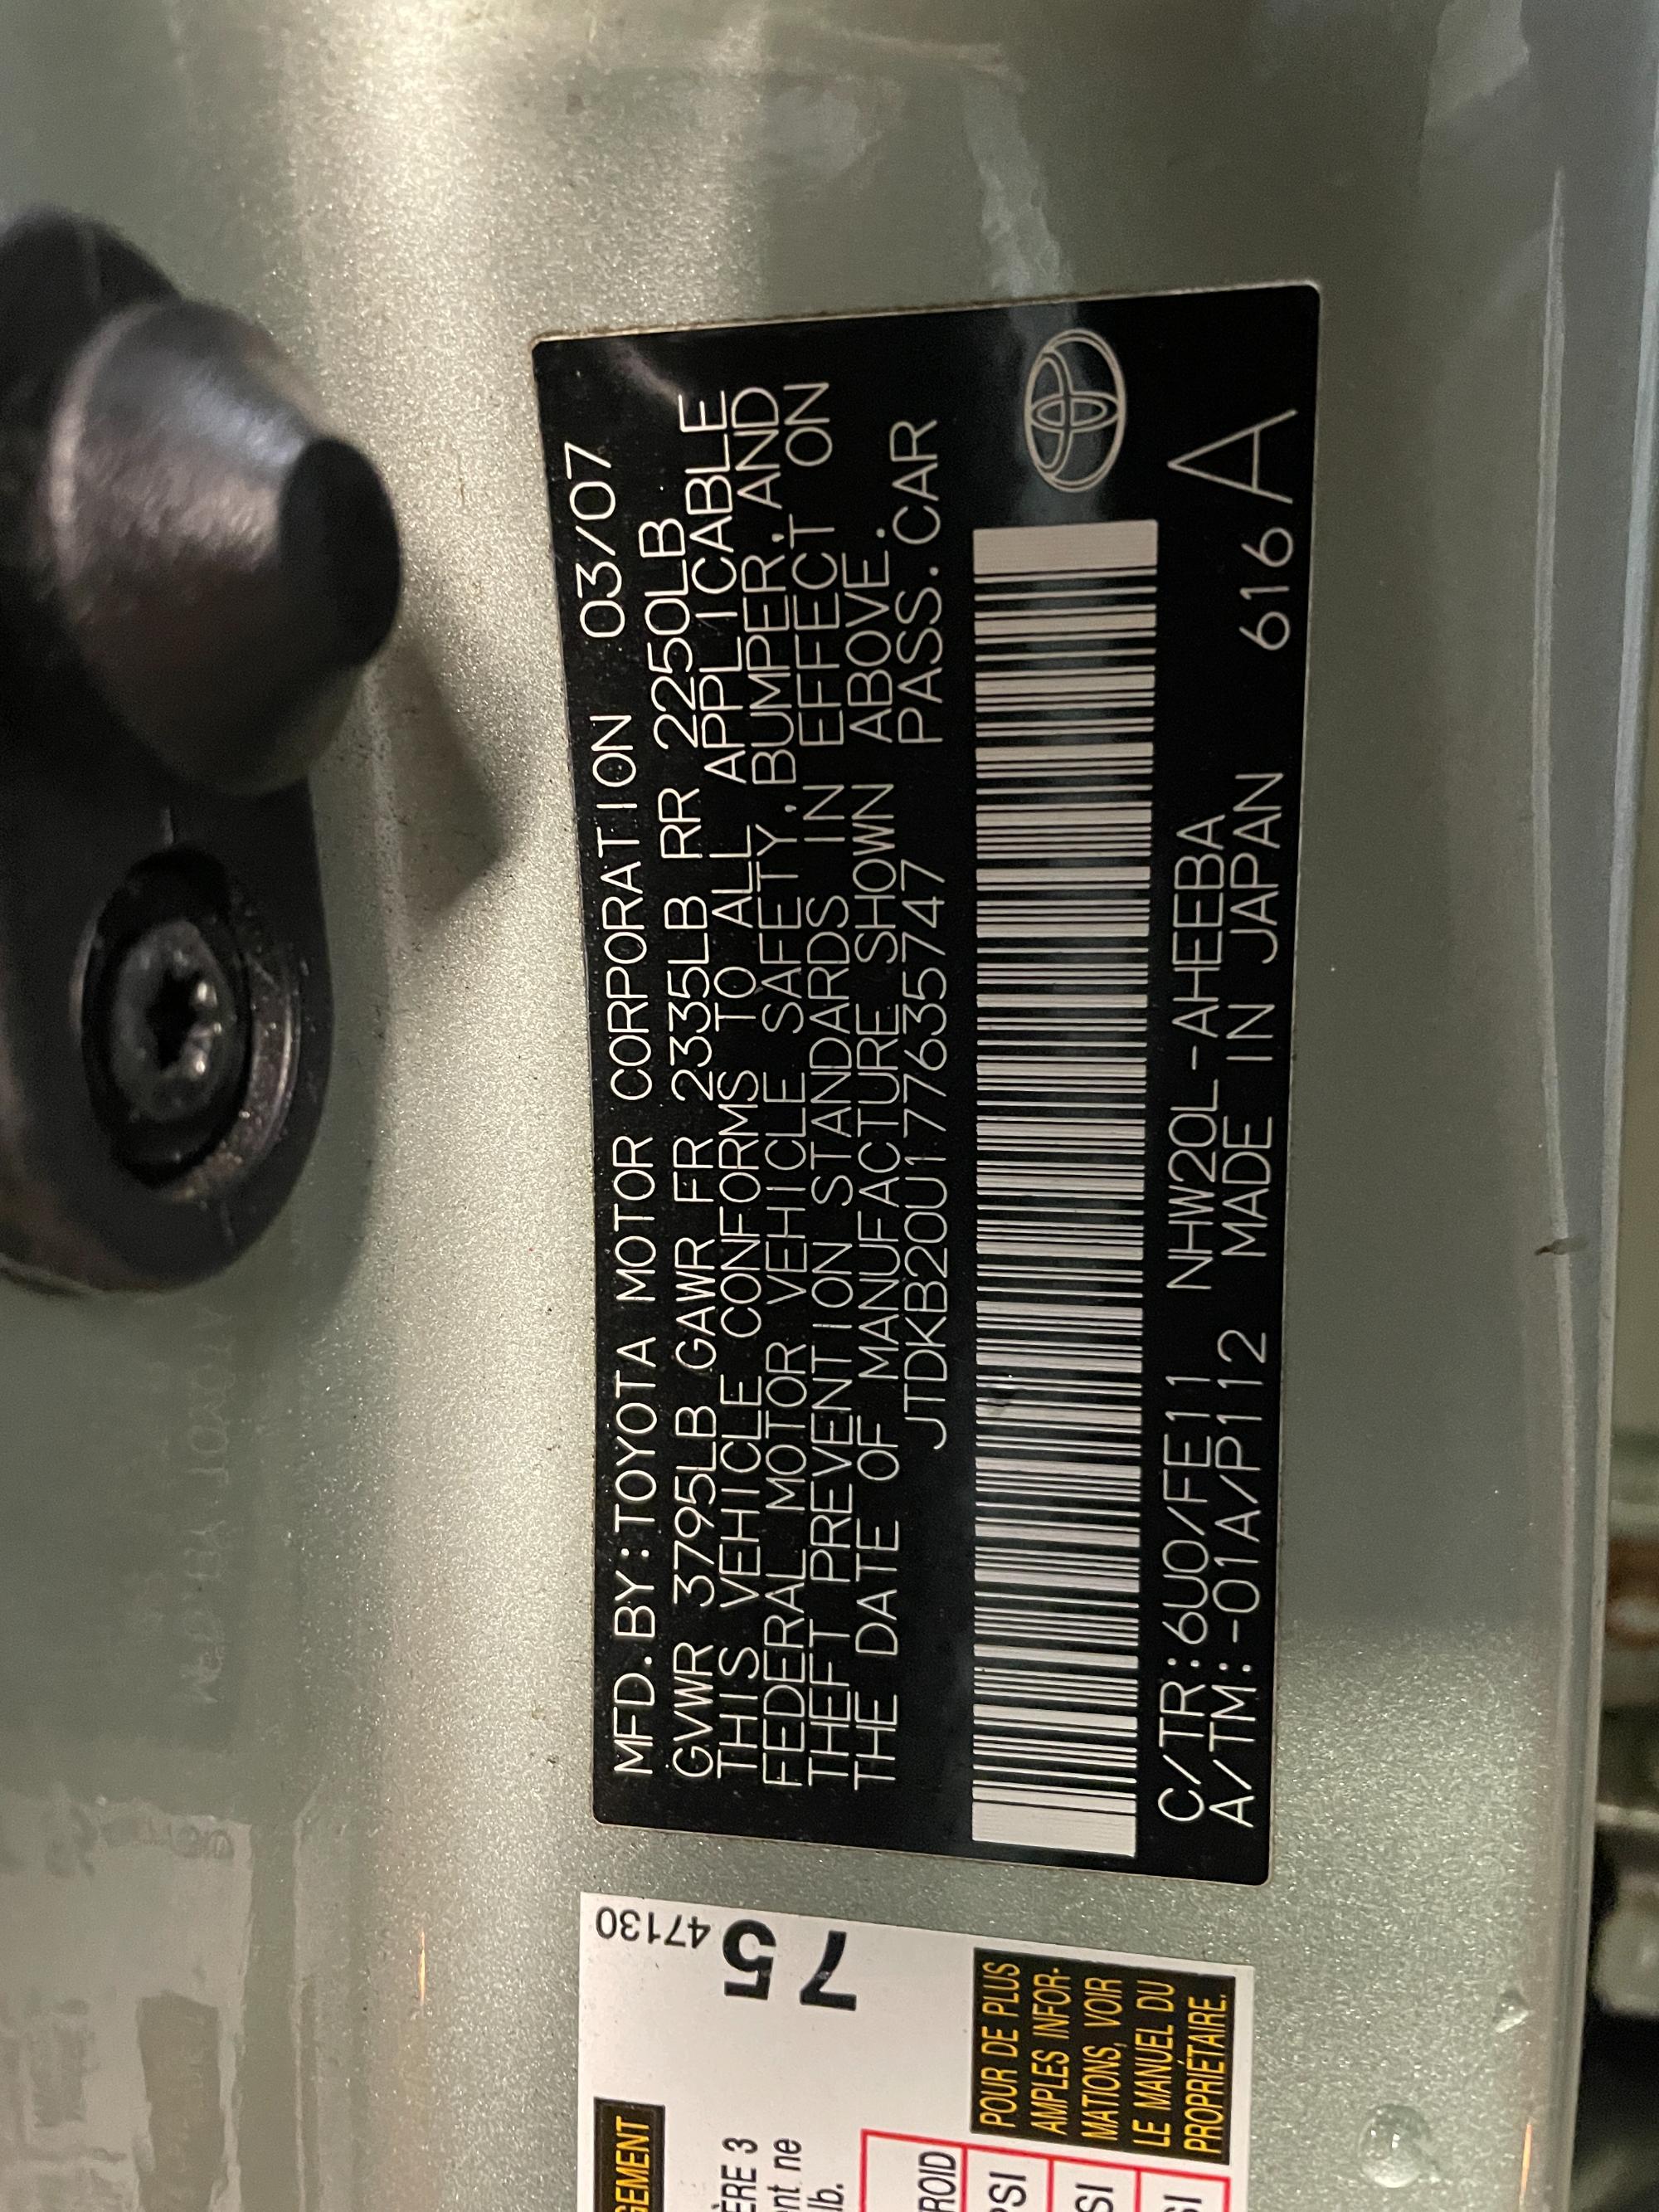 MFD.BY:TOYOTA MOTOR CORPORATION 03/07
GVWR 3795LB GAWR FR 2335LB RR 2250LB
THIS VEHICLE CONFORMS TO ALL APPLICABLE
FEDERAL MOTOR VEHICLE SAFETY,BUMPER,AND
THEFT PREVENTION STANDARDS IN EFFECT ON
THE DATE OF MANUFACTURE SHOWN ABOVE.
JTDKB20U177635747 PASS.CAR
C/TR:6U0/FE11 NHW20L-AHEEBA
A/TM:-01A/P112 MADE IN JAPAN 616 A
47130
75
POUR DE PLUS
AMPLES INFOR-
MATIONS, VOIR
LE MANUEL DU
PROPRIÉTAIRE.
3
ne
lb.